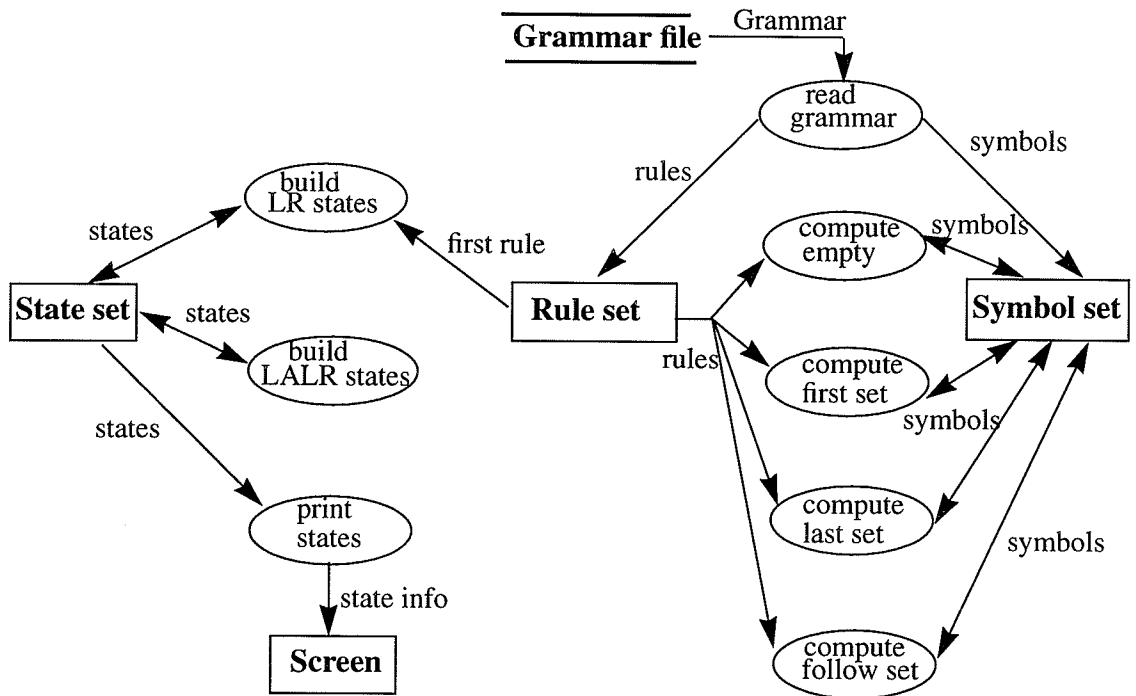 Grammar
Grammar file
read
grammar
symbols
rules
build
LR states
states
first rule
compute
empty
symbols
State set
states
Rule set
Symbol set
rules
build
LALR states
compute
first set
symbols
states
print
states
compute
last set
symbols
state info
Screen
compute
follow set